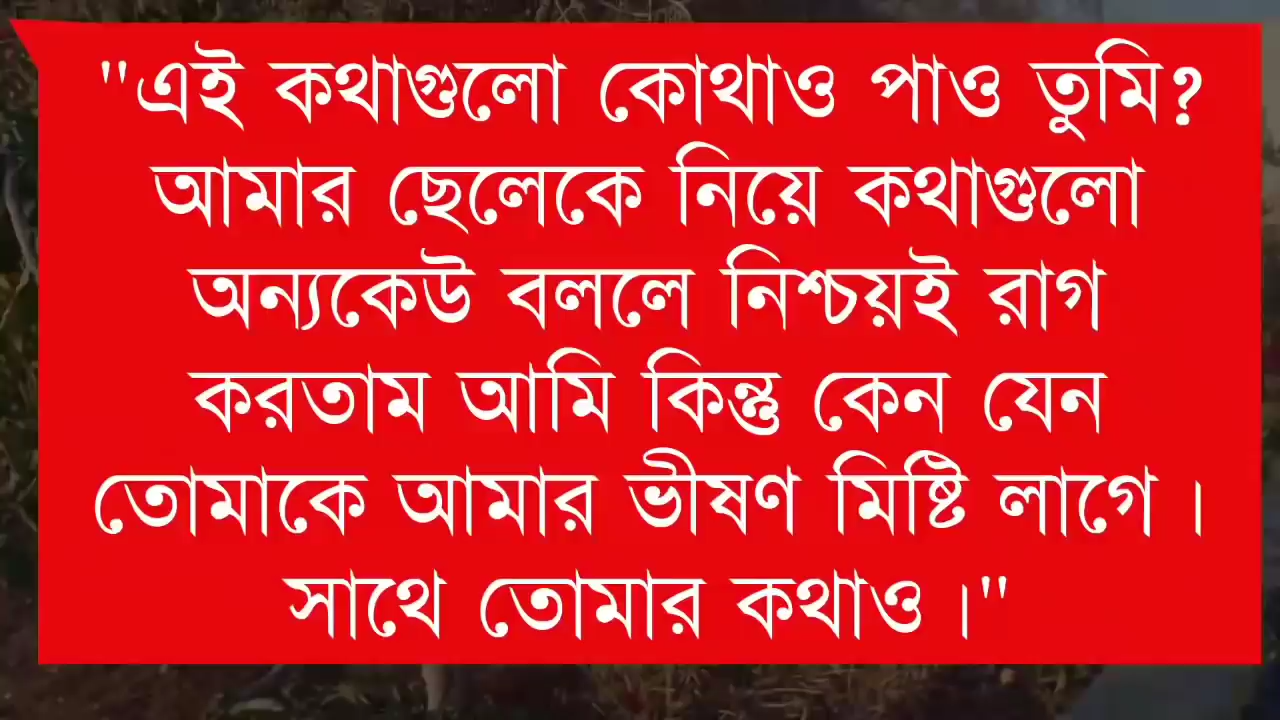 "এই কথাগুলো কোথাও পাও তুমি?
আমার ছেলেকে নিয়ে কথাগুলো
অন্যকেউ বললে নিশ্চয়ই রাগ
করতাম আমি কিন্তু কেন যেন
তোমাকে আমার ভীষণ মিষ্টি লাগে ।
সাথে তোমার কথাও ।"